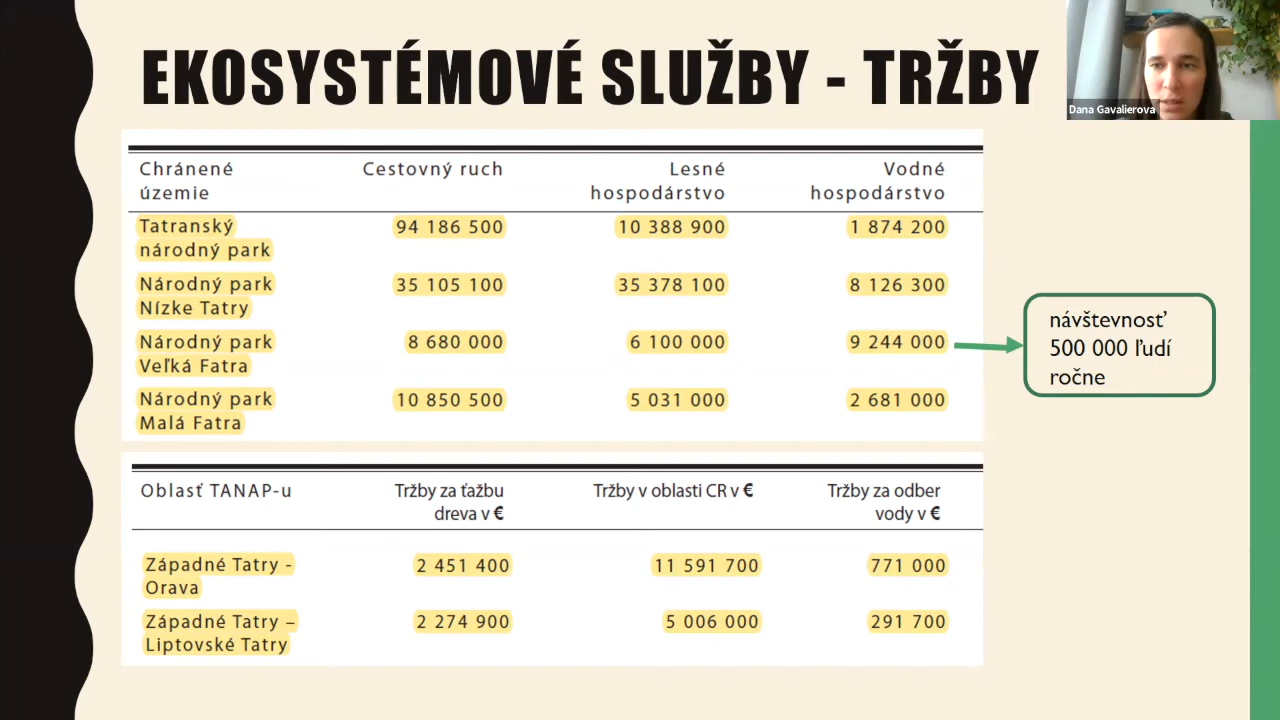 EKOSYSTÉMOVÉ SLUŽBY - TRŽBY
Dana Gavalierova
Chránené územie Cestovný ruch Lesné hospodárstvo Vodné hospodárstvo
Tatranský národný park 94 186 500 10 388 900 1 874 200
Národný park Nízke Tatry 35 105 100 35 378 100 8 126 300
Národný park Veľká Fatra 8 680 000 6 100 000 9 244 000
Národný park Malá Fatra 10 850 500 5 031 000 2 681 000
návštevnosť
500 000 ľudí
ročne
Oblasť TANAP-u Tržby za ťažbu dreva v € Tržby v oblasti CR v € Tržby za odber vody v €
Západné Tatry - Orava 2 451 400 11 591 700 771 000
Západné Tatry – Liptovské Tatry 2 274 900 5 006 000 291 700